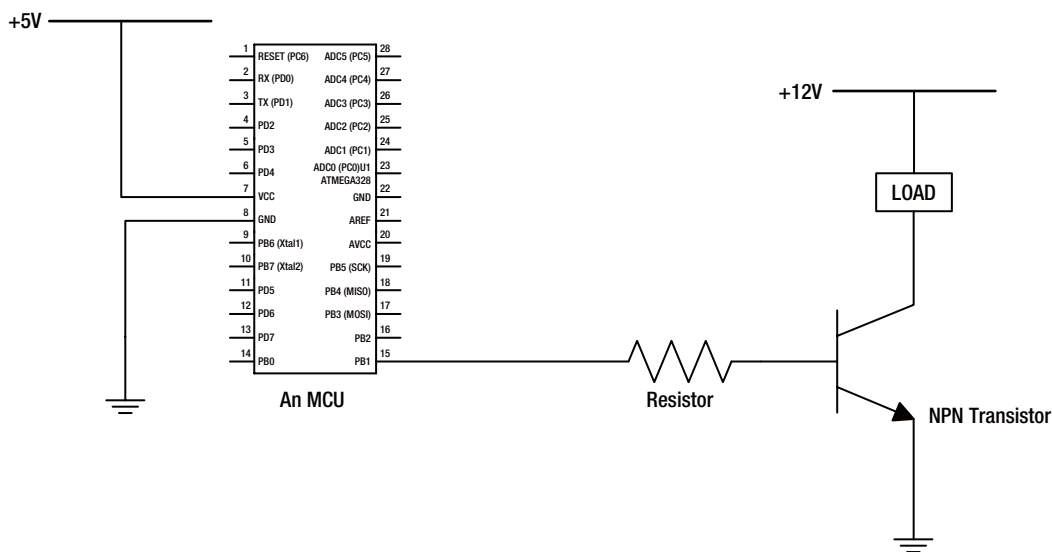 +5V
1 RESET (PC6) ADC5 (PC5) 28
2 RX (PD0) ADC4 (PC4) 27
3 TX (PD1) ADC3 (PC3) 26
4 PD2 ADC2 (PC2) 25
5 PD3 ADC1 (PC1) 24
6 PD4 ADC0 (PC0)U1 23
ATMEGA328
7 VCC GND 22
8 GND AREF 21
9 PB6 (Xtal1) AVCC 20
10 PB7 (Xtal2) PB5 (SCK) 19
11 PD5 PB4 (MISO) 18
12 PD6 PB3 (MOSI) 17
13 PD7 PB2 16
14 PB0 PB1 15
An MCU
Resistor
+12V
LOAD
NPN Transistor